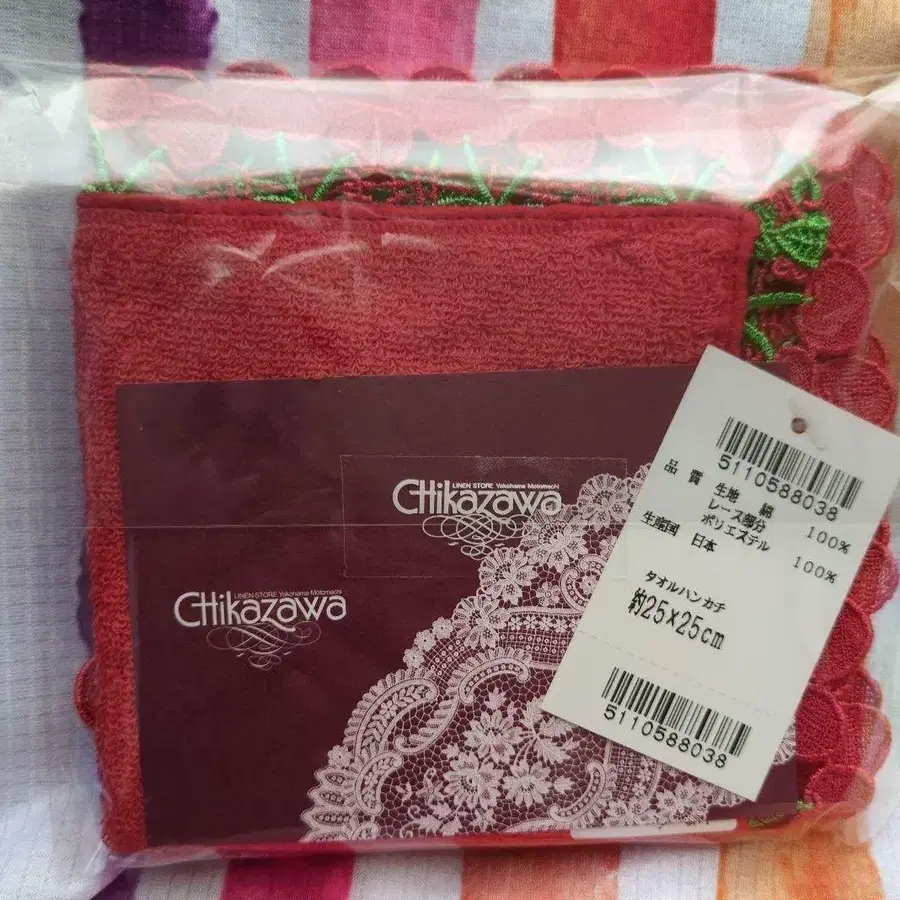 LINEN STORE Yokohama Motomachi
CHikazawa
LINEN STORE Yokohama Motomachi
CHikazawa
5110588038
品質 生地 綿 100%
レース部分
ポリエステル 100%
生産国 日本
タオルハンカチ
約25×25cm
5110588038